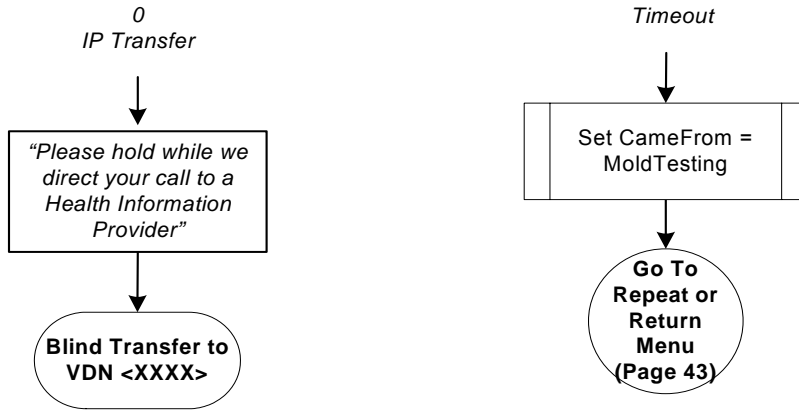 0
IP Transfer
“Please hold while we
direct your call to a
Health Information
Provider”
Blind Transfer to
VDN <XXXX>
Timeout
Set CameFrom =
MoldTesting
Go To
Repeat or
Return
Menu
(Page 43)